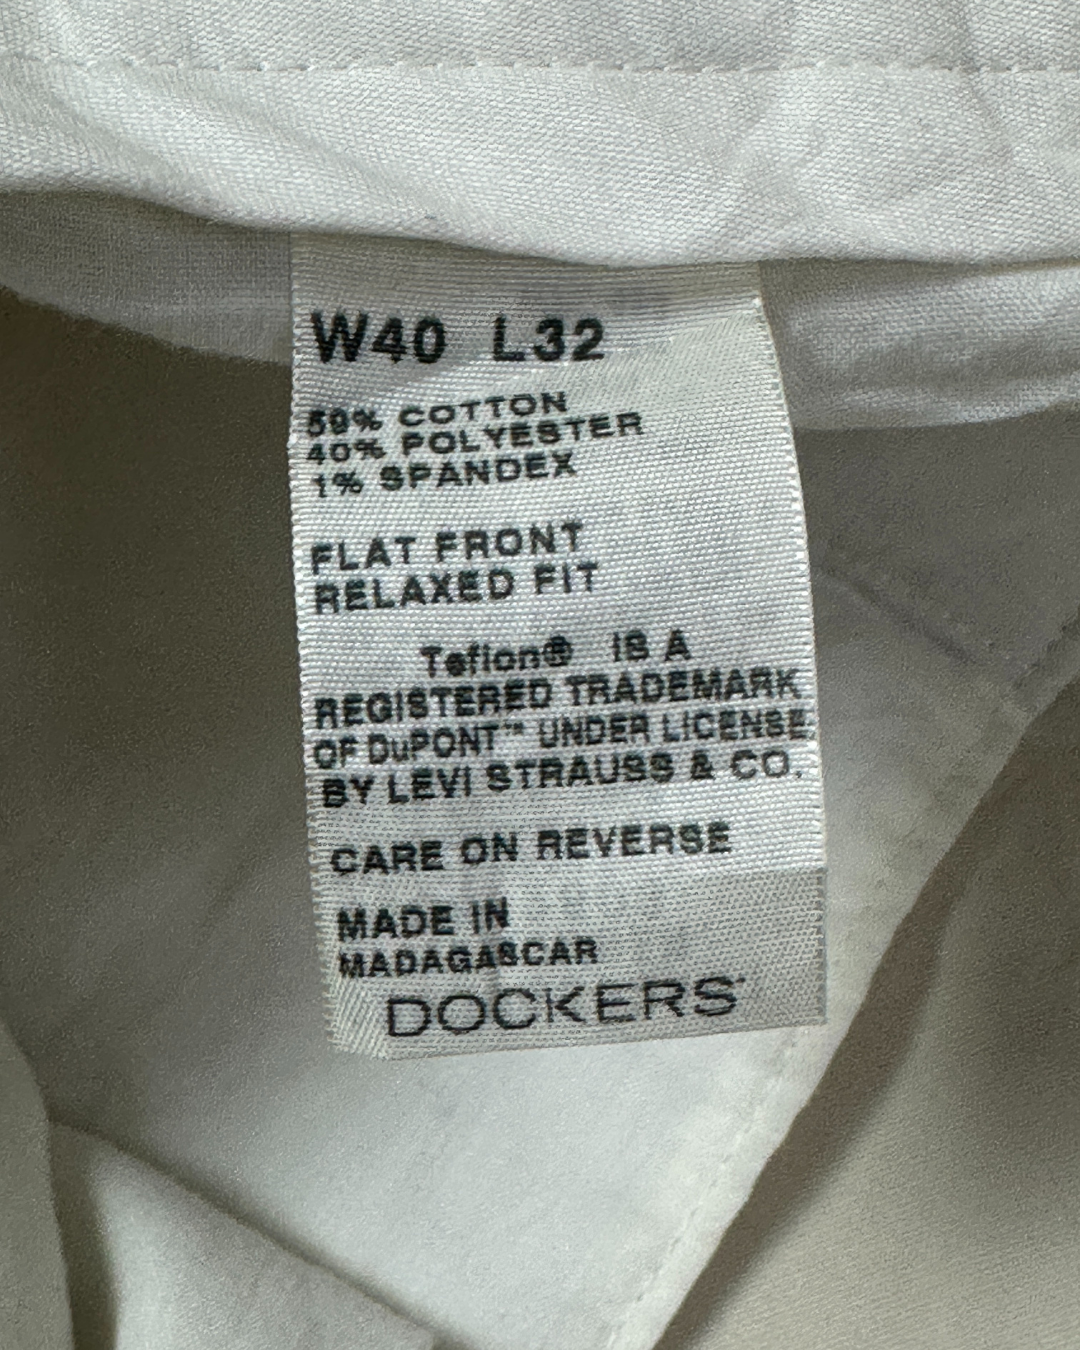 W40 L32
59% COTTON
40% POLYESTER
1% SPANDEX
FLAT FRONT
RELAXED FIT
Teflon® IS A
REGISTERED TRADEMARK
OF DuPONT™ UNDER LICENSE
BY LEVI STRAUSS & CO.
CARE ON REVERSE
MADE IN
MADAGASCAR
DOCKERS®